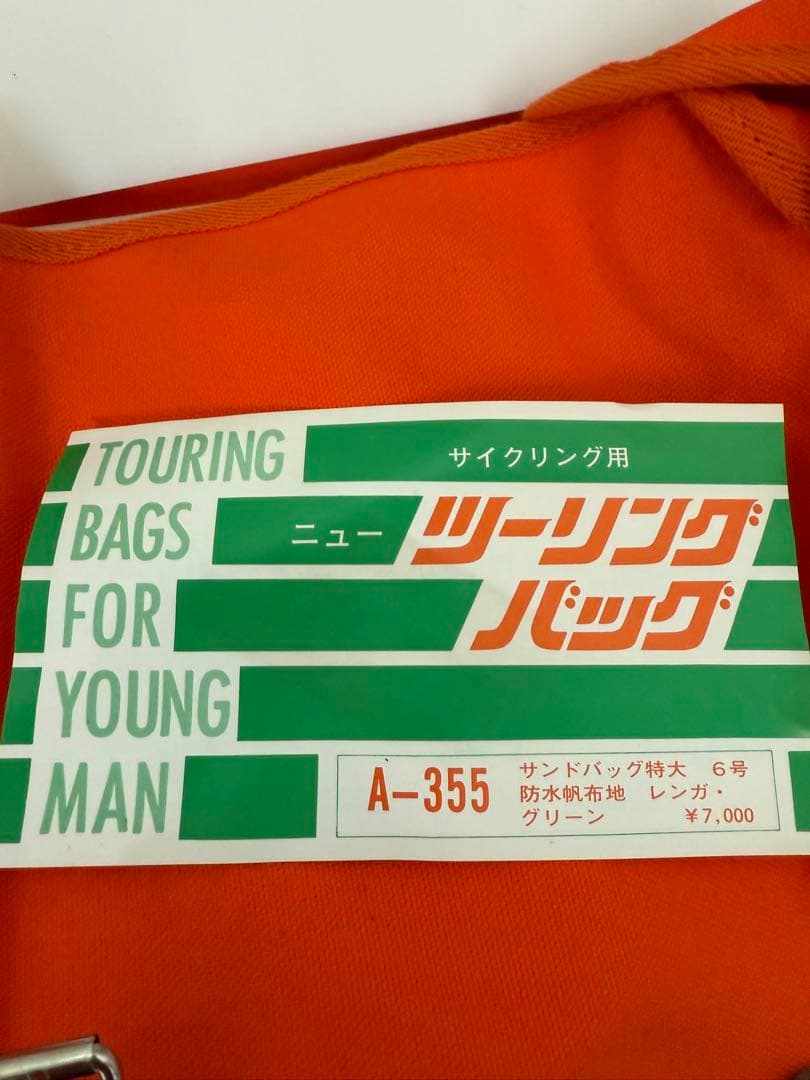 TOURING
サイクリング用
BAGS
ニュー ツーリング
FOR
バッグ
YOUNG
MAN
A-355
サンドバッグ特大 6号
防水帆布地 レンガ・
グリーン ¥7,000